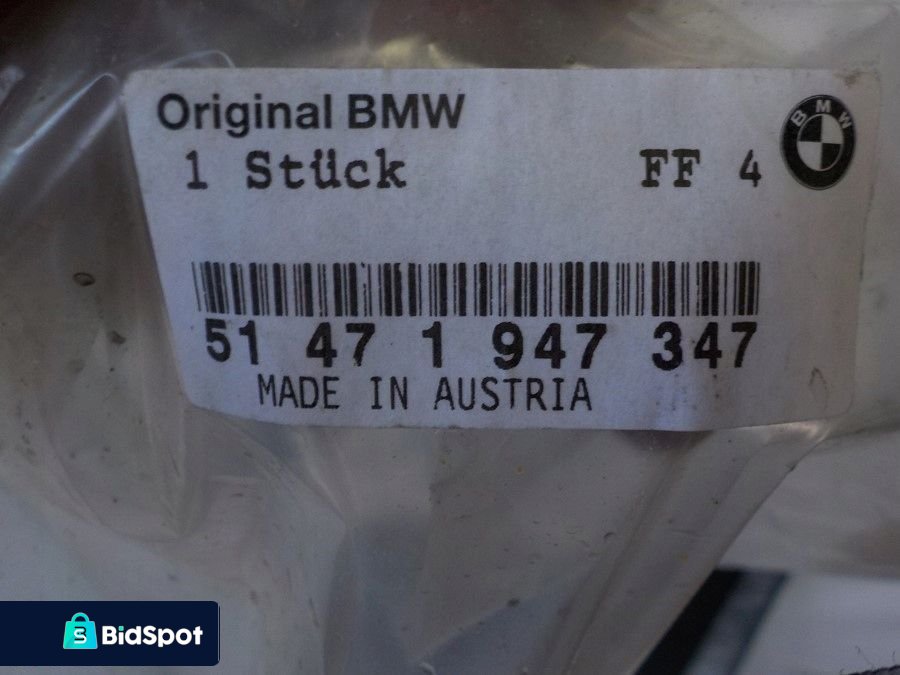 Original BMW
1 Stück FF 4
BMW
51 47 1 947 347
MADE IN AUSTRIA
BidSpot